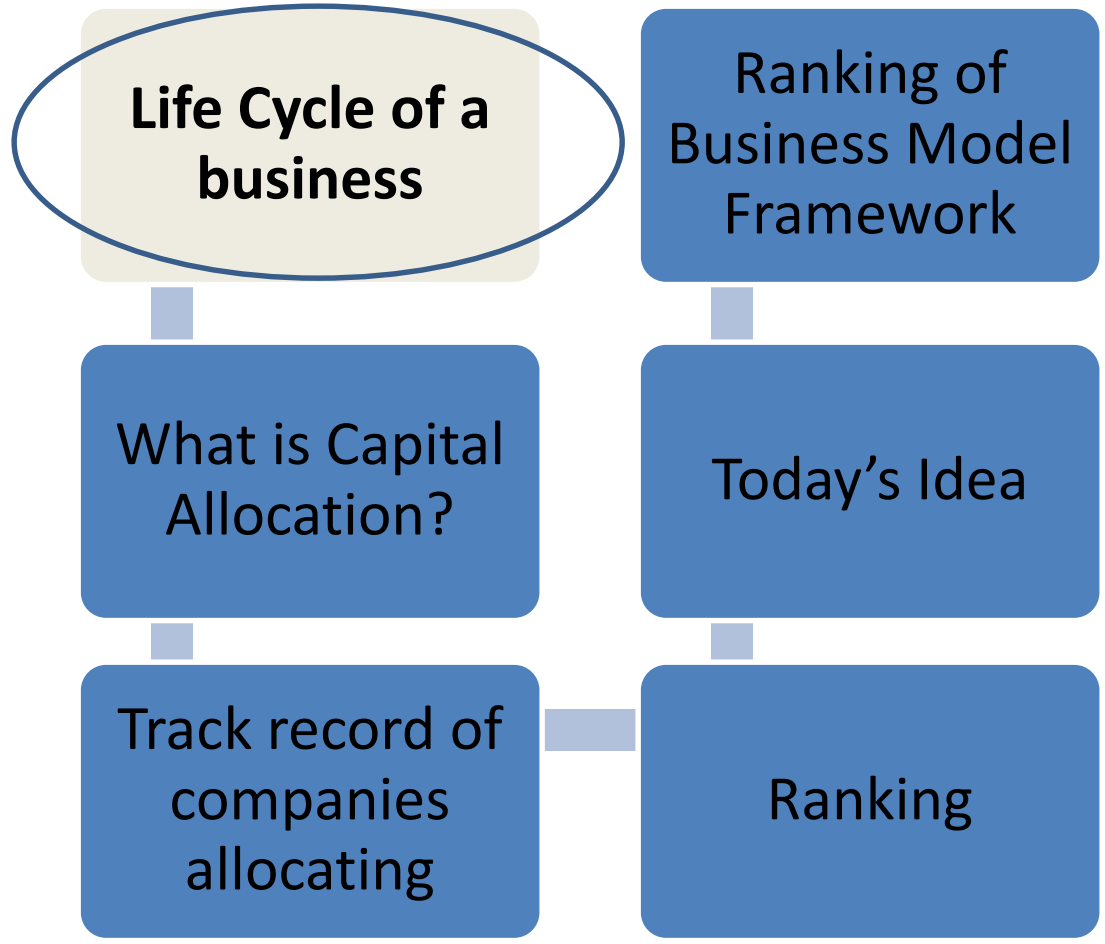 Life Cycle of a
business
What is Capital
Allocation?
Track record of
companies
allocating
Ranking
Today’s Idea
Ranking of
Business Model
Framework